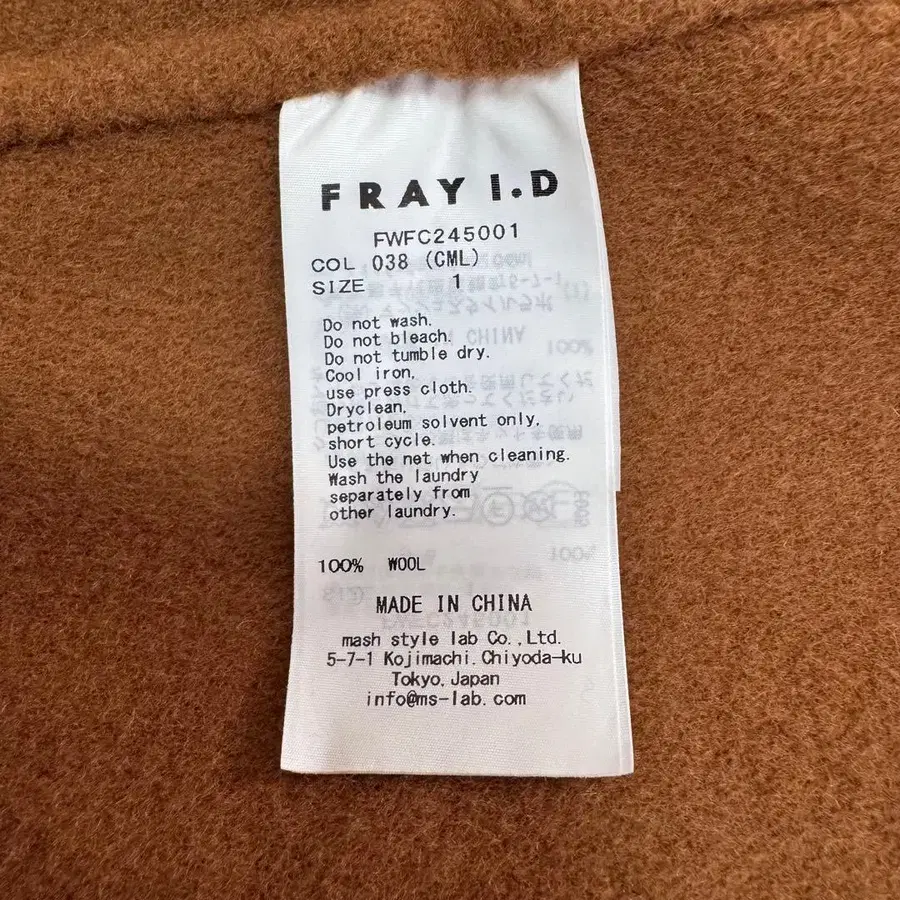 FRAY I.D
FWFC245001
COL 038 (CML)
SIZE 1
Do not wash.
Do not bleach.
Do not tumble dry.
Cool iron,
use press cloth.
Dryclean,
petroleum solvent only,
short cycle.
Use the net when cleaning.
Wash the laundry
separately from
other laundry.
100% WOOL
MADE IN CHINA
mash style lab Co.,Ltd.
5-7-1 Kojimachi, Chiyoda-ku
Tokyo, Japan
info@ms-lab.com